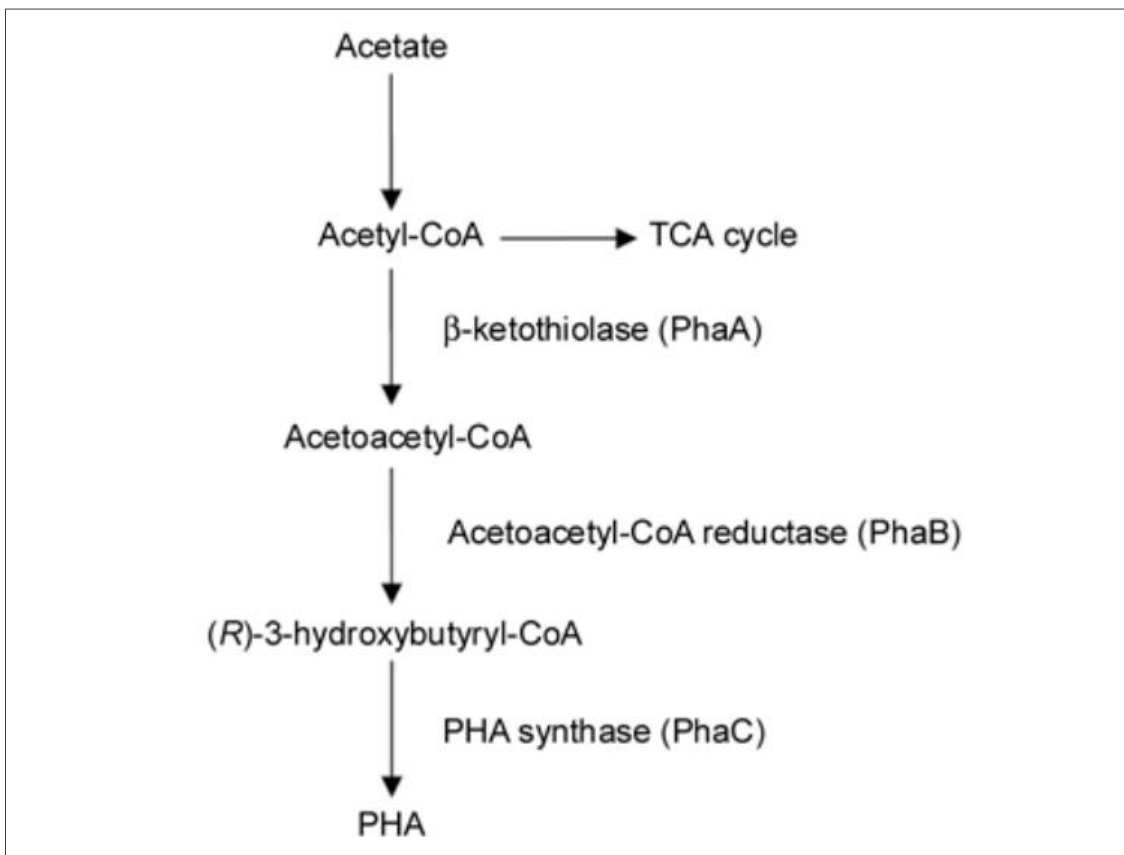 Acetate
Acetyl-CoA
TCA cycle
β-ketothiolase (PhaA)
Acetoacetyl-CoA
Acetoacetyl-CoA reductase (PhaB)
(R)-3-hydroxybutyryl-CoA
PHA synthase (PhaC)
PHA